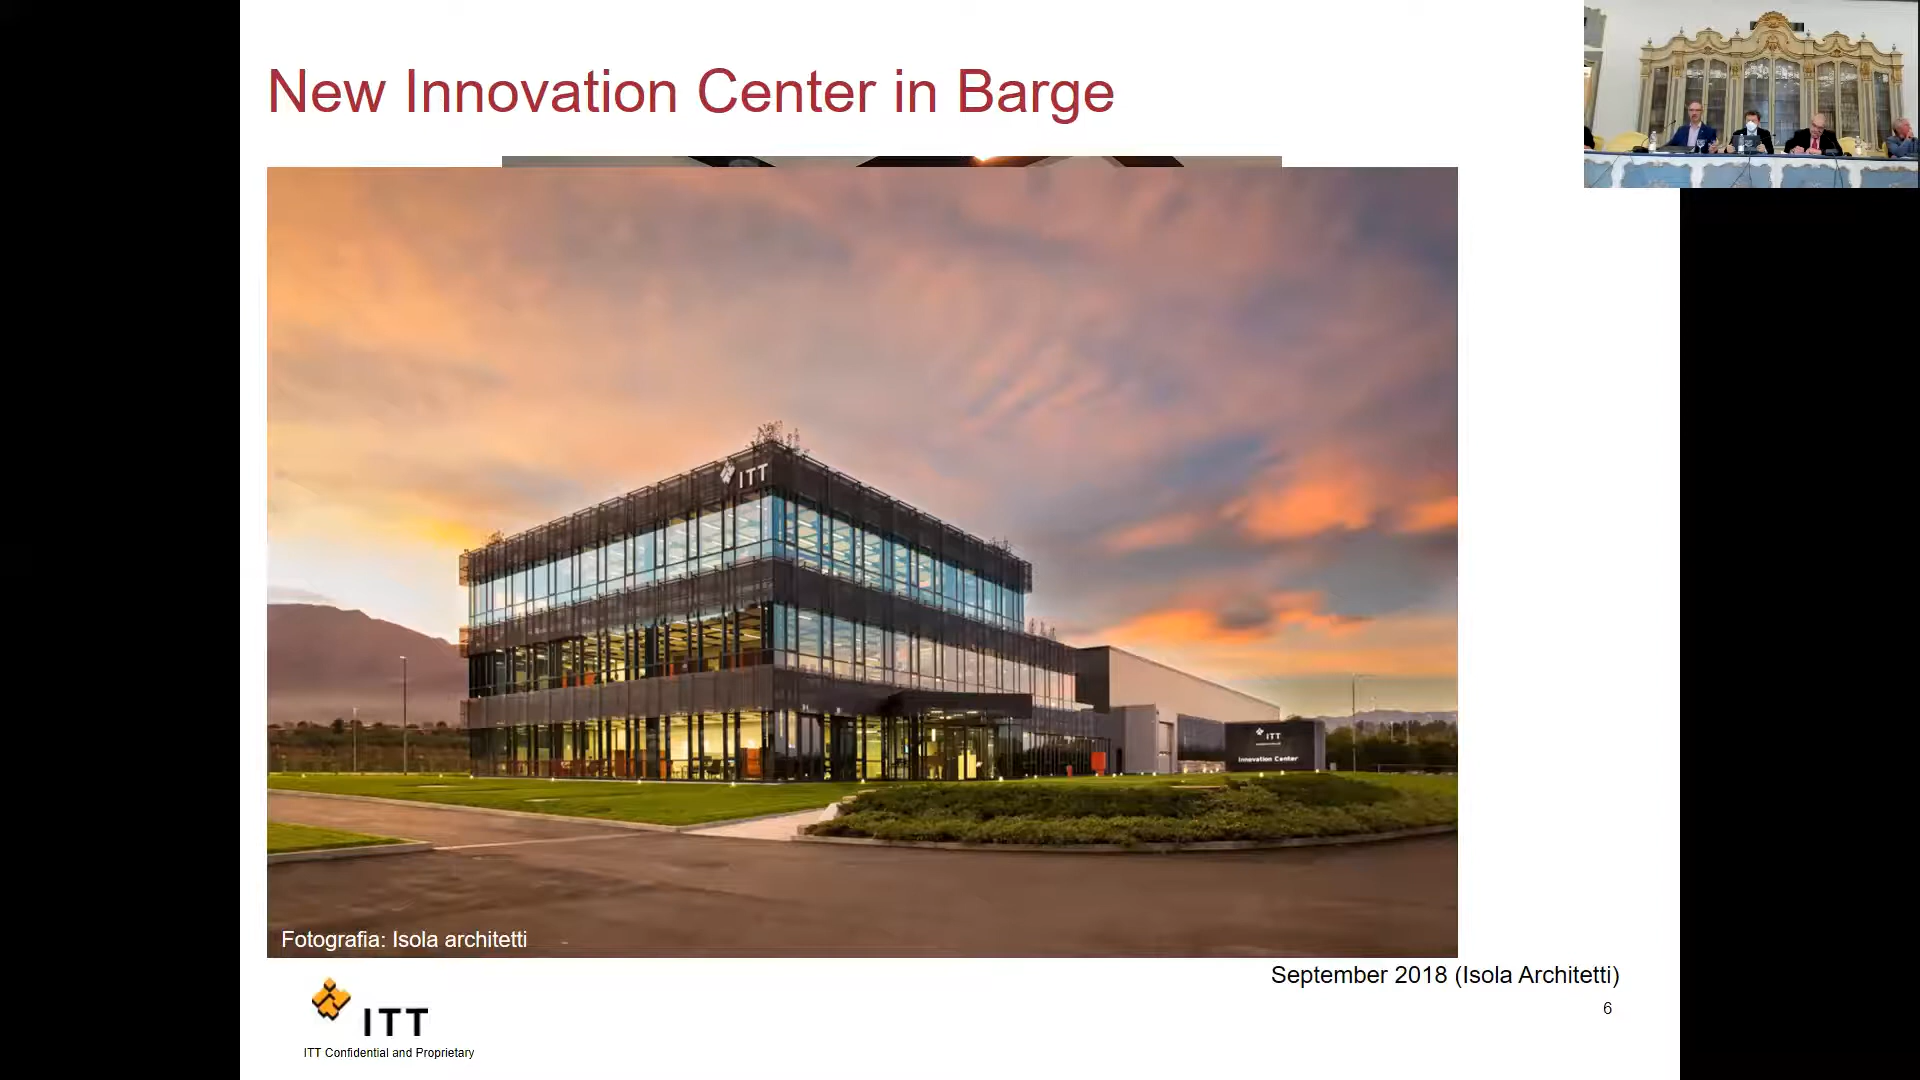 New Innovation Center in Barge
ITT
ITT
Innovation Center
Fotografia: Isola architetti
September 2018 (Isola Architetti)
6
ITT
ITT Confidential and Proprietary